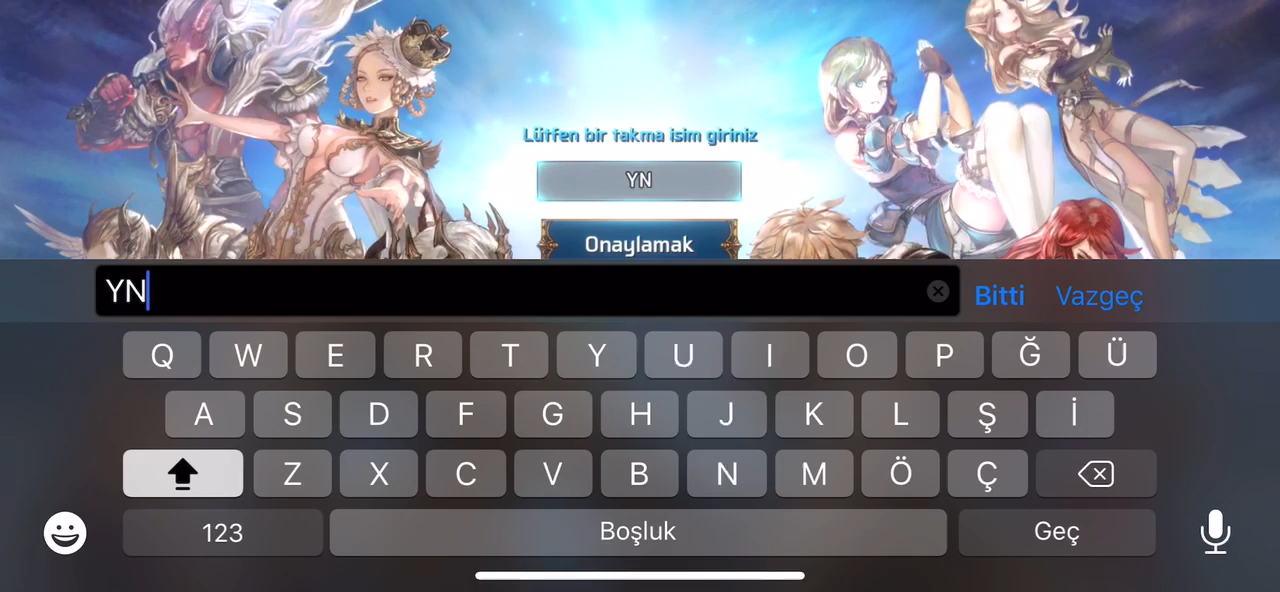 Lütfen bir takma isim giriniz
YN
Onaylamak
YN Bitti Vazgeç
Q W E R T Y U I O P Ğ Ü
A S D F G H J K L Ş İ
Z X C V B N M Ö Ç
123 Boşluk Geç